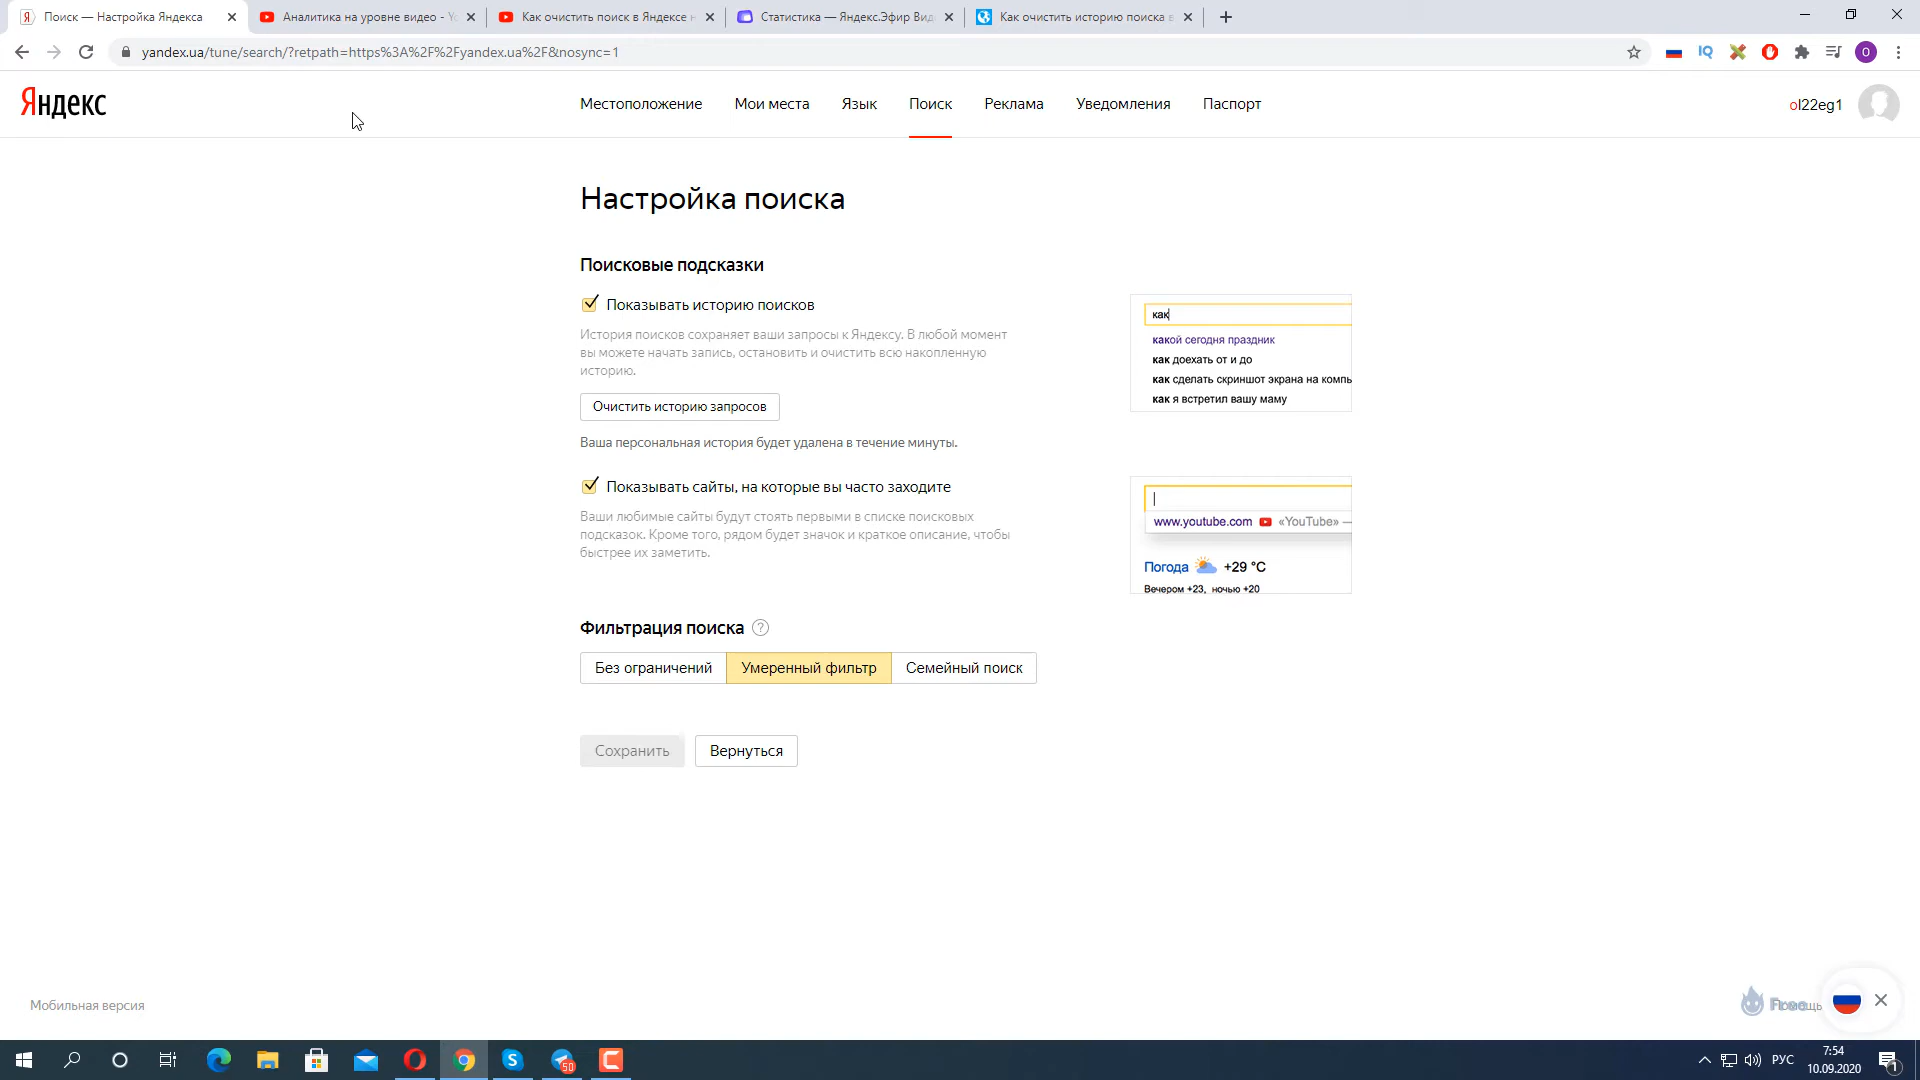 Поиск — Настройка Яндекса
Аналитика на уровне видео - Yo
Как очистить поиск в Яндексе н
Статистика — Яндекс.Эфир Вид
Как очистить историю поиска в
yandex.ua/tune/search/?retpath=https%3A%2F%2Fyandex.ua%2F&nosync=1
IQ
O
Яндекс
Местоположение
Мои места
Язык
Поиск
Реклама
Уведомления
Паспорт
ol22eg1
Настройка поиска
Поисковые подсказки
Показывать историю поисков
История поисков сохраняет ваши запросы к Яндексу. В любой момент
вы можете начать запись, остановить и очистить всю накопленную
историю.
Очистить историю запросов
Ваша персональная история будет удалена в течение минуты.
как
какой сегодня праздник
как доехать от и до
как сделать скриншот экрана на компь
как я встретил вашу маму
Показывать сайты, на которые вы часто заходите
Ваши любимые сайты будут стоять первыми в списке поисковых
подсказок. Кроме того, рядом будет значок и краткое описание, чтобы
быстрее их заметить.
www.youtube.com «YouTube» —
Погода +29 °C
Вечером +23, ночью +20
Фильтрация поиска ?
Без ограничений
Умеренный фильтр
Семейный поиск
Сохранить
Вернуться
Мобильная версия
Free
Помощь
50
РУС
7:54
10.09.2020
1